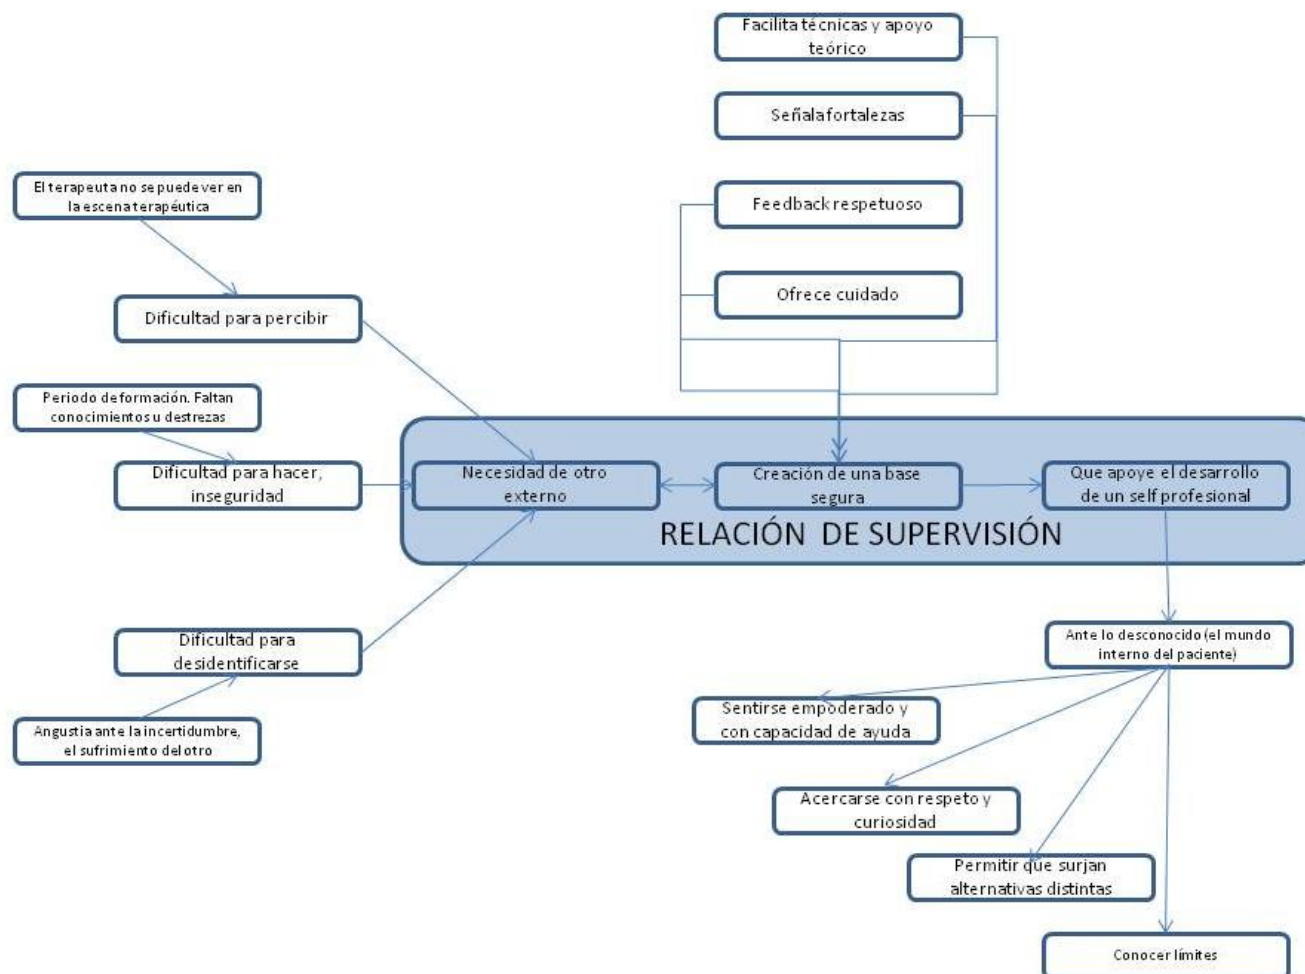 Facilita técnicas y apoyo
teórico
Señala fortalezas
Feedback respetuoso
Ofrece cuidado
El terapeuta no se puede ver en
la escena terapéutica
Dificultad para percibir
Periodo de formación. Faltan
conocimientos u destrezas
Dificultad para hacer,
inseguridad
Necesidad de otro
externo
Creación de una base
segura
Que apoye el desarrollo
de un self profesional
RELACIÓN DE SUPERVISIÓN
Dificultad para
desidentificarse
Angustia ante la incertidumbre,
el sufrimiento del otro
Ante lo desconocido (el mundo
interno del paciente)
Sentirse empoderado y
con capacidad de ayuda
Acercarse con respeto y
curiosidad
Permitir que surjan
alternativas distintas
Conocer límites